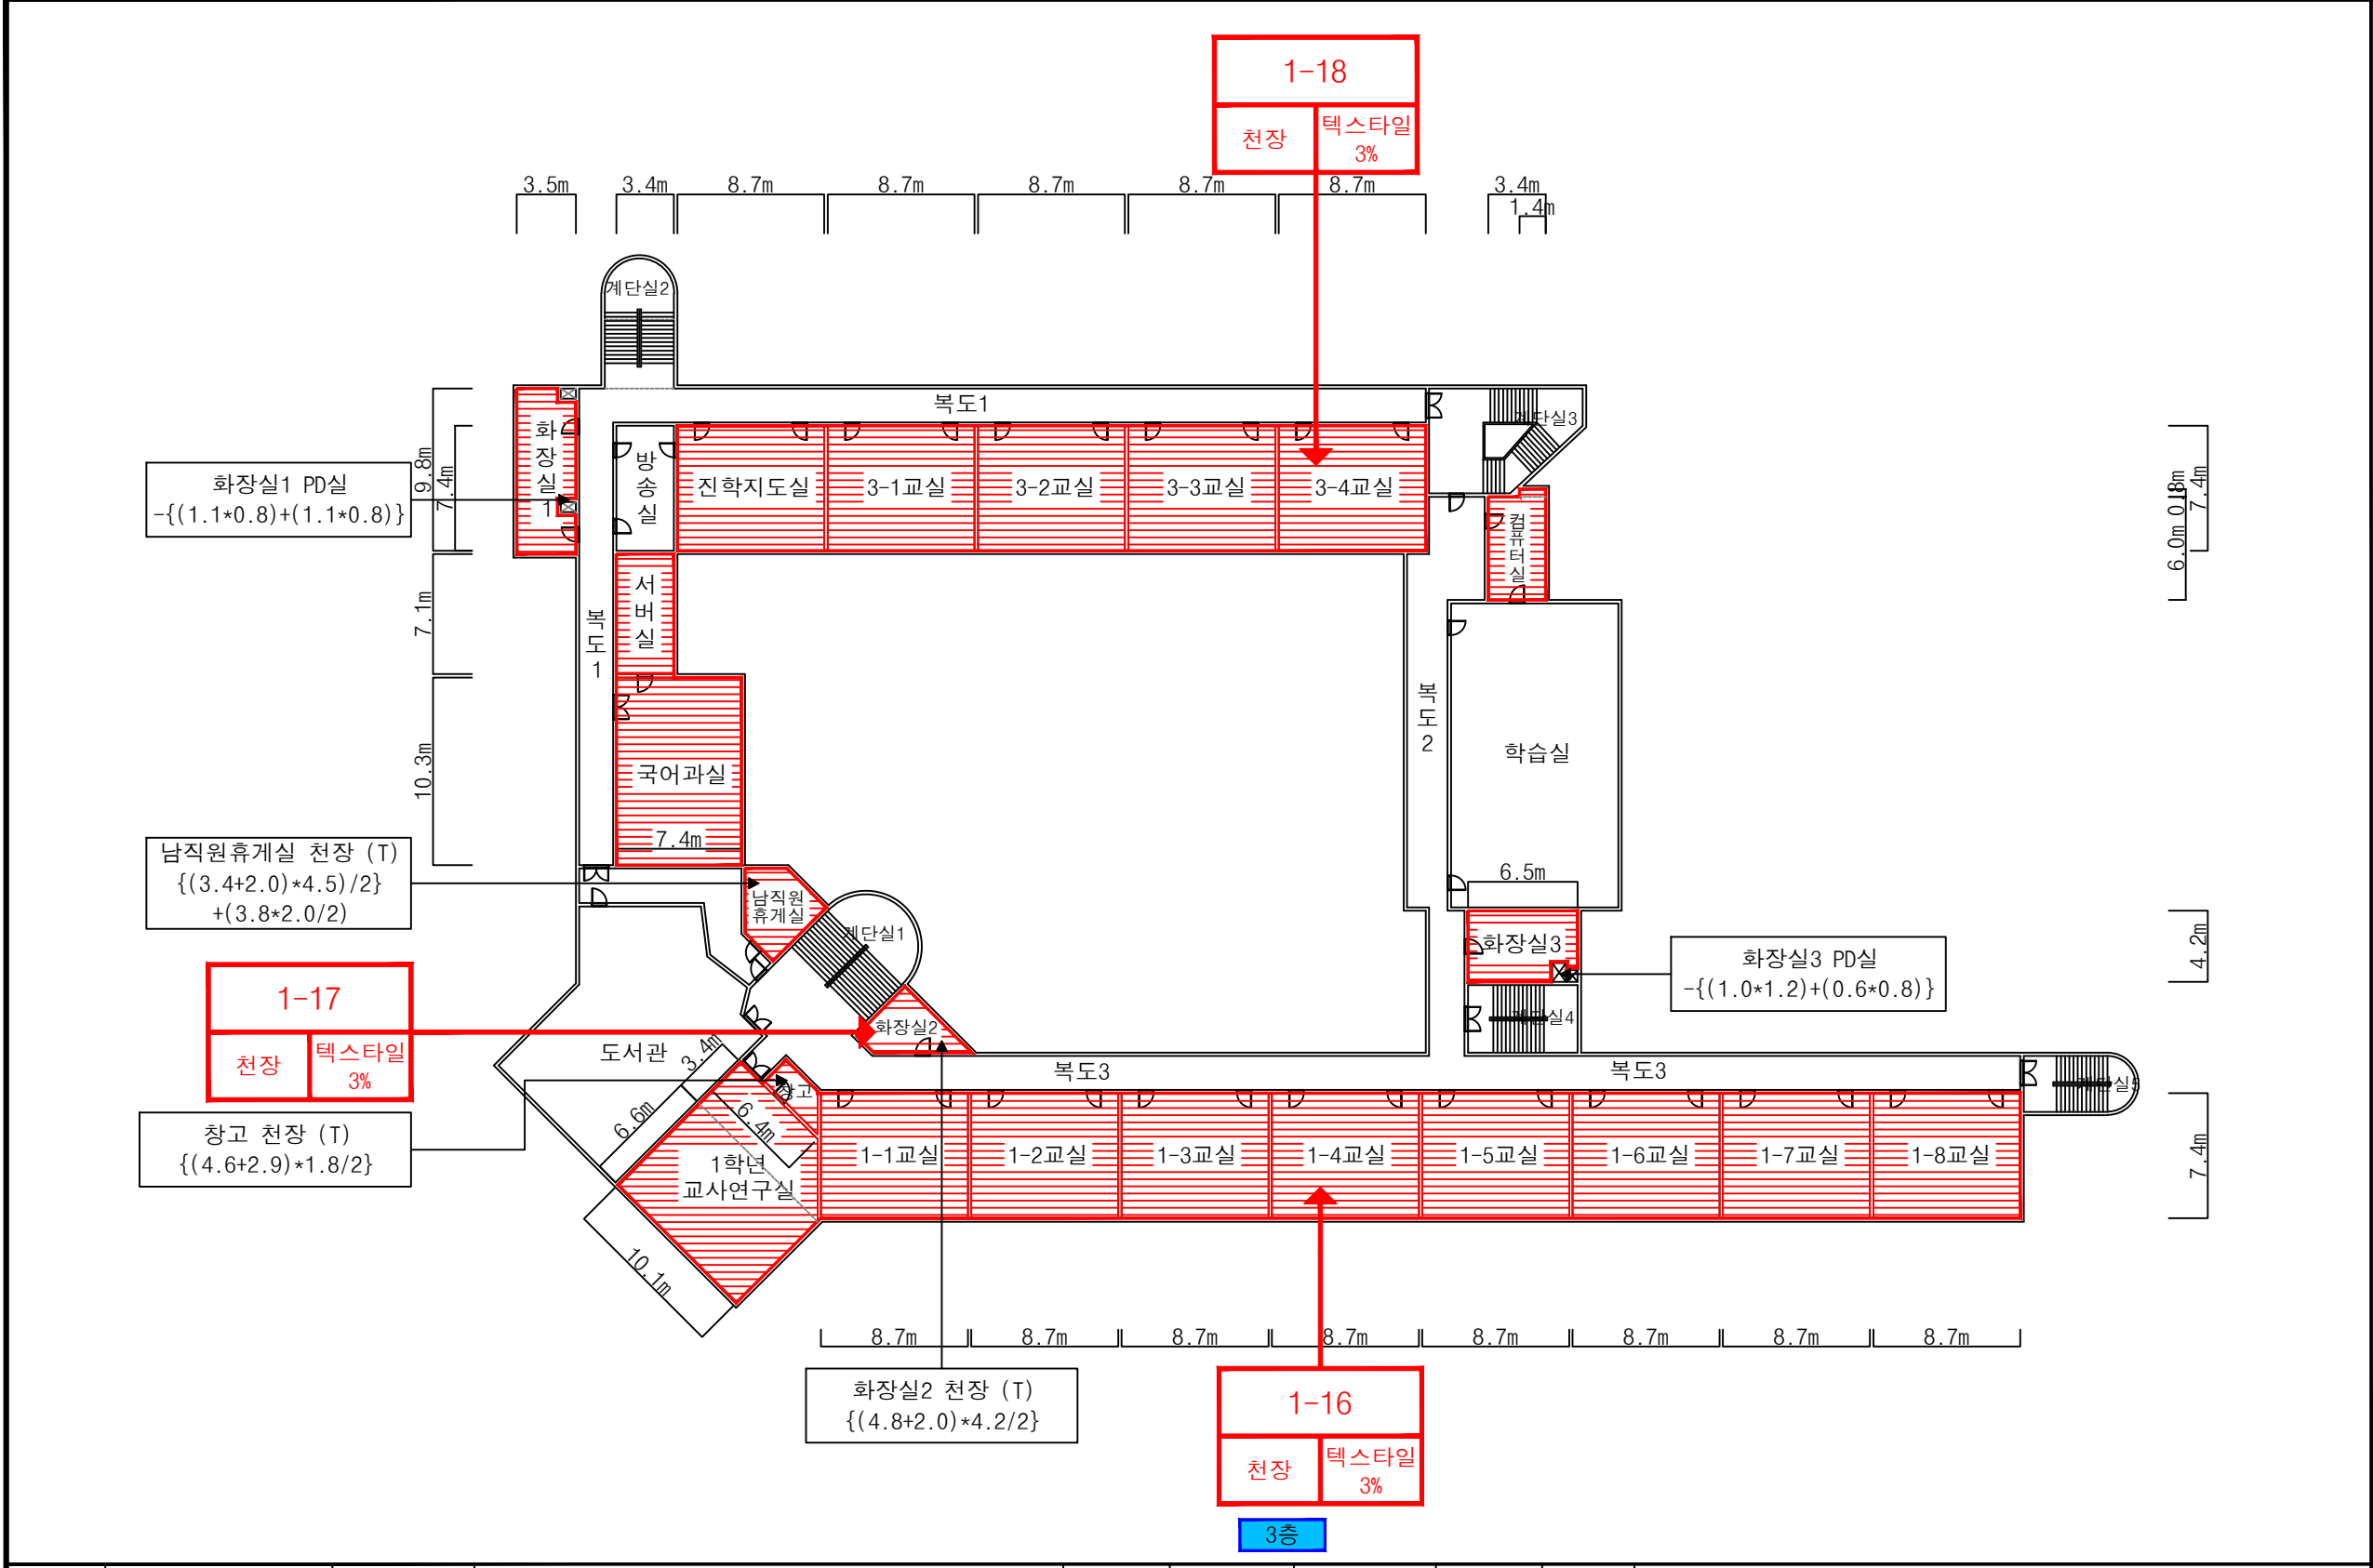 1-18
천장
텍스타일
3%
3.5m
3.4m
8.7m
8.7m
8.7m
8.7m
8.7m
3.4m
1.4m
계단실2
복도1
계단실3
화
장
실
1
방
송
실
진학지도실
3-1교실
3-2교실
3-3교실
3-4교실
컴
퓨
터
실
9.8m
7.4m
화장실1 PD실
-{(1.1*0.8)+(1.1*0.8)}
0.8m
7.4m
6.0m
서
버
실
7.1m
복
도
1
복
도
2
학습실
국어과실
10.3m
7.4m
남직원휴게실 천장 (T)
{(3.4+2.0)*4.5)/2}
+(3.8*2.0/2)
남직원
휴게실
계단실1
6.5m
화장실3
4.2m
화장실3 PD실
-{(1.0*1.2)+(0.6*0.8)}
1-17
천장
텍스타일
3%
화장실2
계단실4
도서관
3.4m
복도3
복도3
계단실5
창고
6.6m
6.4m
창고 천장 (T)
{(4.6+2.9)*1.8/2}
1학년
교사연구실
1-1교실
1-2교실
1-3교실
1-4교실
1-5교실
1-6교실
1-7교실
1-8교실
7.4m
10.1m
8.7m
8.7m
8.7m
8.7m
8.7m
8.7m
8.7m
8.7m
화장실2 천장 (T)
{(4.8+2.0)*4.2/2}
1-16
천장
텍스타일
3%
3층